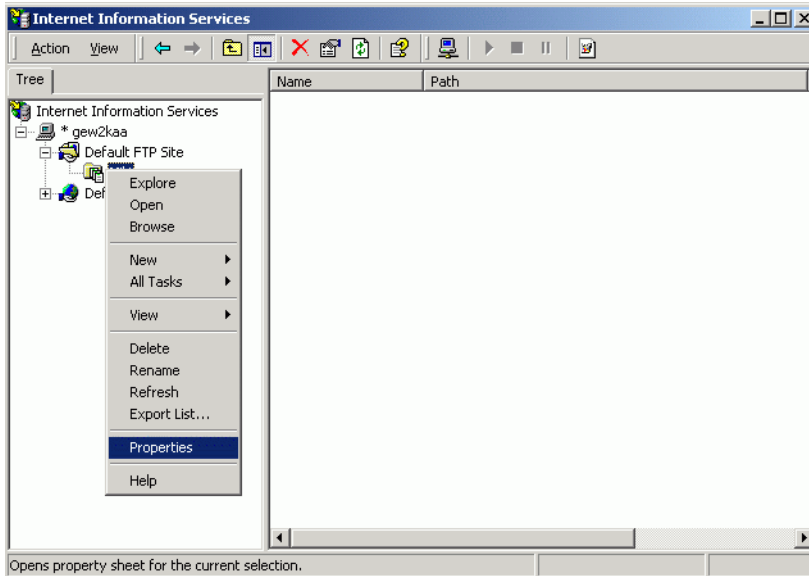 Internet Information Services
Action View
Tree
Name Path
Internet Information Services
* gew2kaa
Default FTP Site
Def
Explore
Open
Browse
New
All Tasks
View
Delete
Rename
Refresh
Export List...
Properties
Help
Opens property sheet for the current selection.